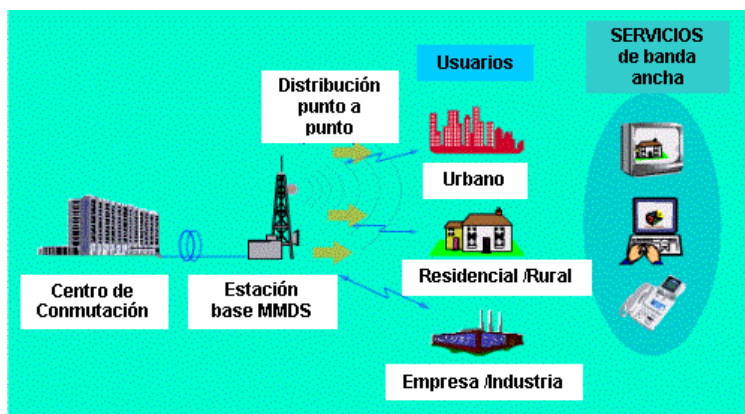 SERVICIOS
de banda
ancha
Usuarios
Distribución
punto a
punto
Urbano
Residencial /Rural
Centro de
Conmutación
Estación
base MMDS
Empresa /Industria